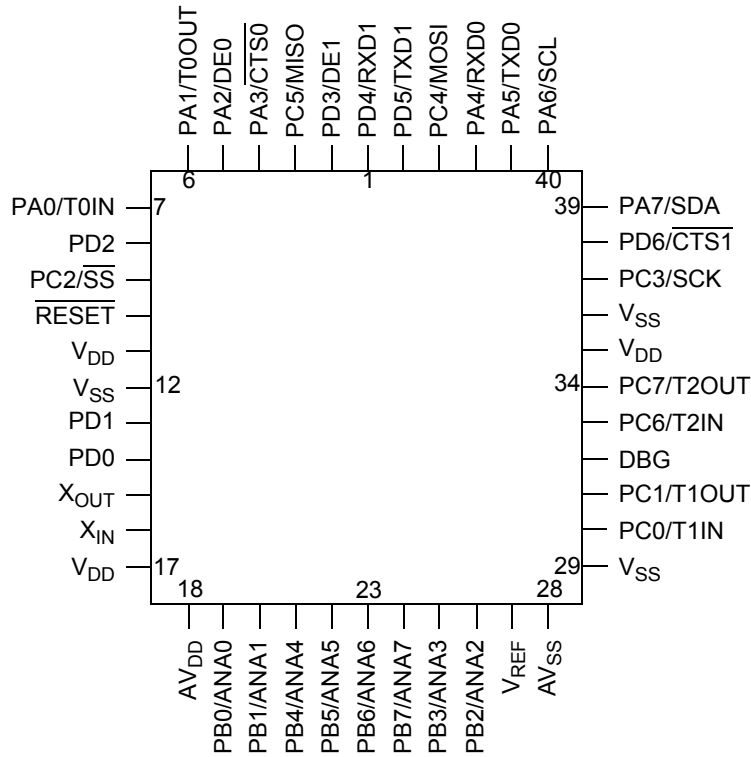 PA1/T0OUT
PA2/DE0
PA3/CTS0
PC5/MISO
PD3/DE1
PD4/RXD1
PD5/TXD1
PC4/MOSI
PA4/RXD0
PA5/TXD0
PA6/SCL
6
1
40
PA0/T0IN
7
PD2
PC2/SS
RESET
VDD
VSS
12
PD1
PD0
XOUT
XIN
VDD
17
39
PA7/SDA
PD6/CTS1
PC3/SCK
VSS
VDD
34
PC7/T2OUT
PC6/T2IN
DBG
PC1/T1OUT
PC0/T1IN
29
VSS
18
23
28
AVDD
PB0/ANA0
PB1/ANA1
PB4/ANA4
PB5/ANA5
PB6/ANA6
PB7/ANA7
PB3/ANA3
PB2/ANA2
VREF
AVSS